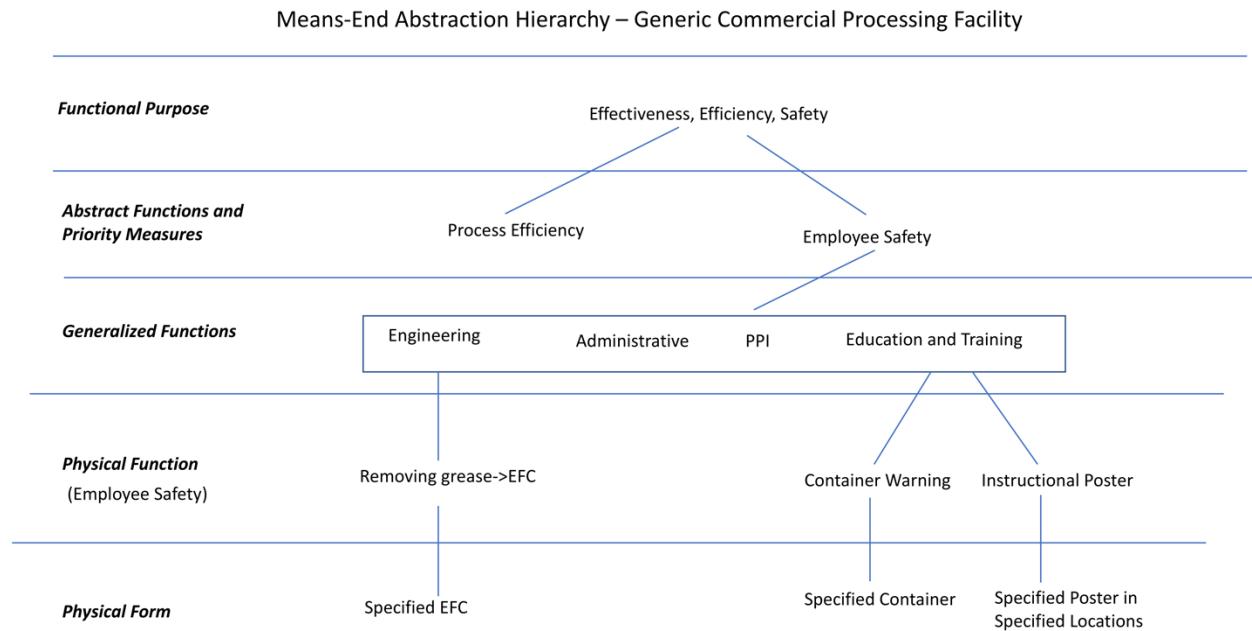 Means-End Abstraction Hierarchy – Generic Commercial Processing Facility
Functional Purpose
Effectiveness, Efficiency, Safety
Abstract Functions and
Priority Measures
Process Efficiency
Employee Safety
Generalized Functions
Engineering
Administrative
PPI
Education and Training
Physical Function
(Employee Safety)
Removing grease->EFC
Container Warning
Instructional Poster
Physical Form
Specified EFC
Specified Container
Specified Poster in
Specified Locations